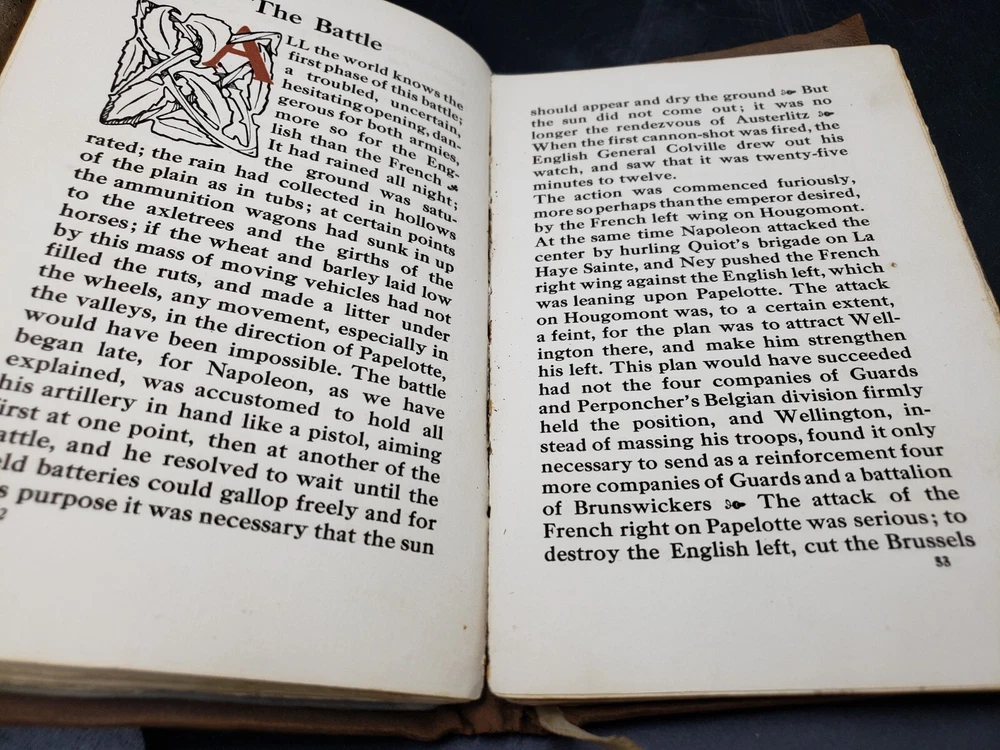 The Battle
ALL the world knows the
first phase of this battle;
a troubled, uncertain,
hesitating opening, dan-
gerous for both armies,
more so for the Eng-
lish than the French
It had rained all night;
the ground was satu-
rated; the rain had collected in hollows
of the plain as in tubs; at certain points
the ammunition wagons had sunk in up
to the axletrees and the girths of the
horses; if the wheat and barley laid low
by this mass of moving vehicles had not
filled the ruts, and made a litter under
the wheels, any movement, especially in
the valleys, in the direction of Papelotte,
would have been impossible. The battle
began late, for Napoleon, as we have
explained, was accustomed to hold all
his artillery in hand like a pistol, aiming
first at one point, then at another of the
attle, and he resolved to wait until the
eld batteries could gallop freely and for
s purpose it was necessary that the sun
2
should appear and dry the ground But
the sun did not come out; it was no
longer the rendezvous of Austerlitz
When the first cannon-shot was fired, the
English General Colville drew out his
watch, and saw that it was twenty-five
minutes to twelve.
The action was commenced furiously,
more so perhaps than the emperor desired,
by the French left wing on Hougomont.
At the same time Napoleon attacked the
center by hurling Quiot's brigade on La
Haye Sainte, and Ney pushed the French
right wing against the English left, which
was leaning upon Papelotte. The attack
on Hougomont was, to a certain extent,
a feint, for the plan was to attract Well-
ington there, and make him strengthen
his left. This plan would have succeeded
had not the four companies of Guards
and Perponcher's Belgian division firmly
held the position, and Wellington, in-
stead of massing his troops, found it only
necessary to send as a reinforcement four
more companies of Guards and a battalion
of Brunswickers The attack of the
French right on Papelotte was serious; to
destroy the English left, cut the Brussels
53